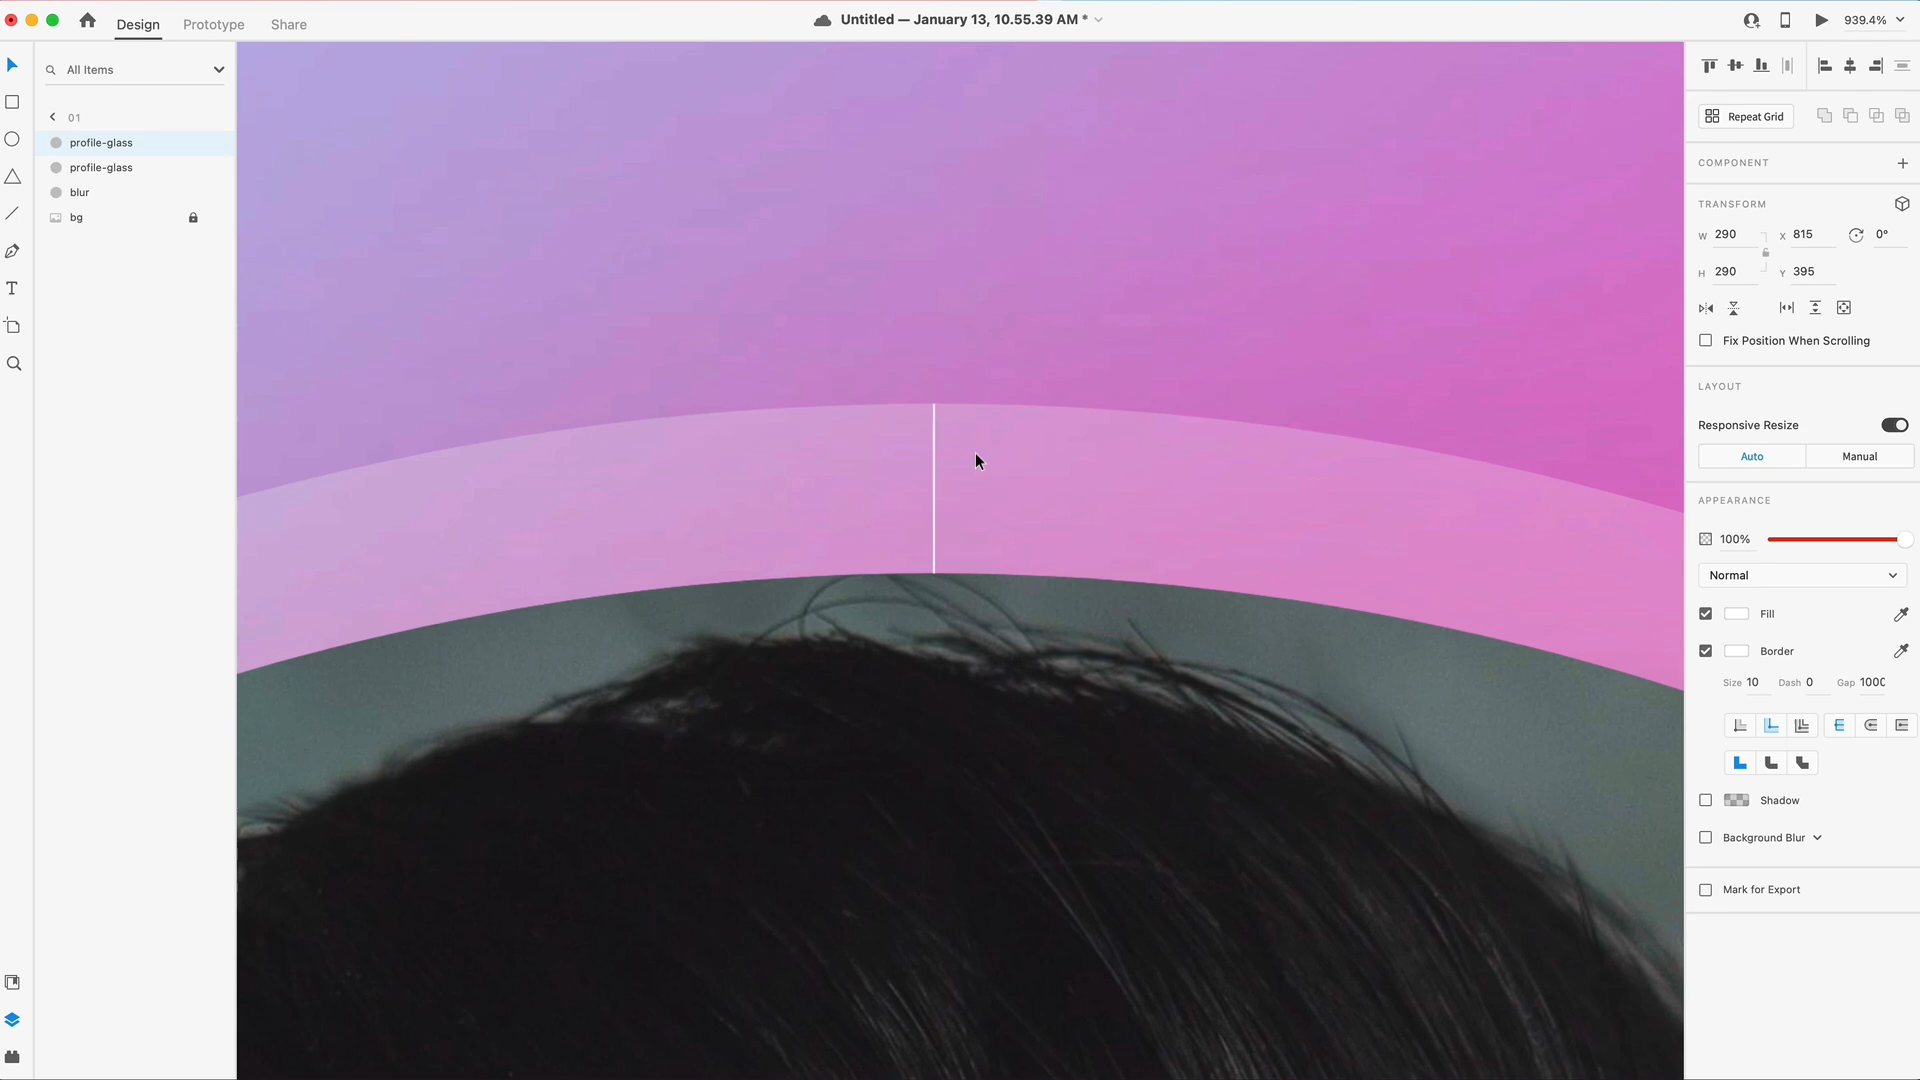 Design
Prototype
Share
Untitled — January 13, 10.55.39 AM *
939.4%
All Items
01
profile-glass
profile-glass
blur
bg
Repeat Grid
COMPONENT
TRANSFORM
W 290 X 815 0°
H 290 Y 395
Fix Position When Scrolling
LAYOUT
Responsive Resize
Auto Manual
APPEARANCE
100%
Normal
Fill
Border
Size 10 Dash 0 Gap
Shadow
Background Blur
Mark for Export